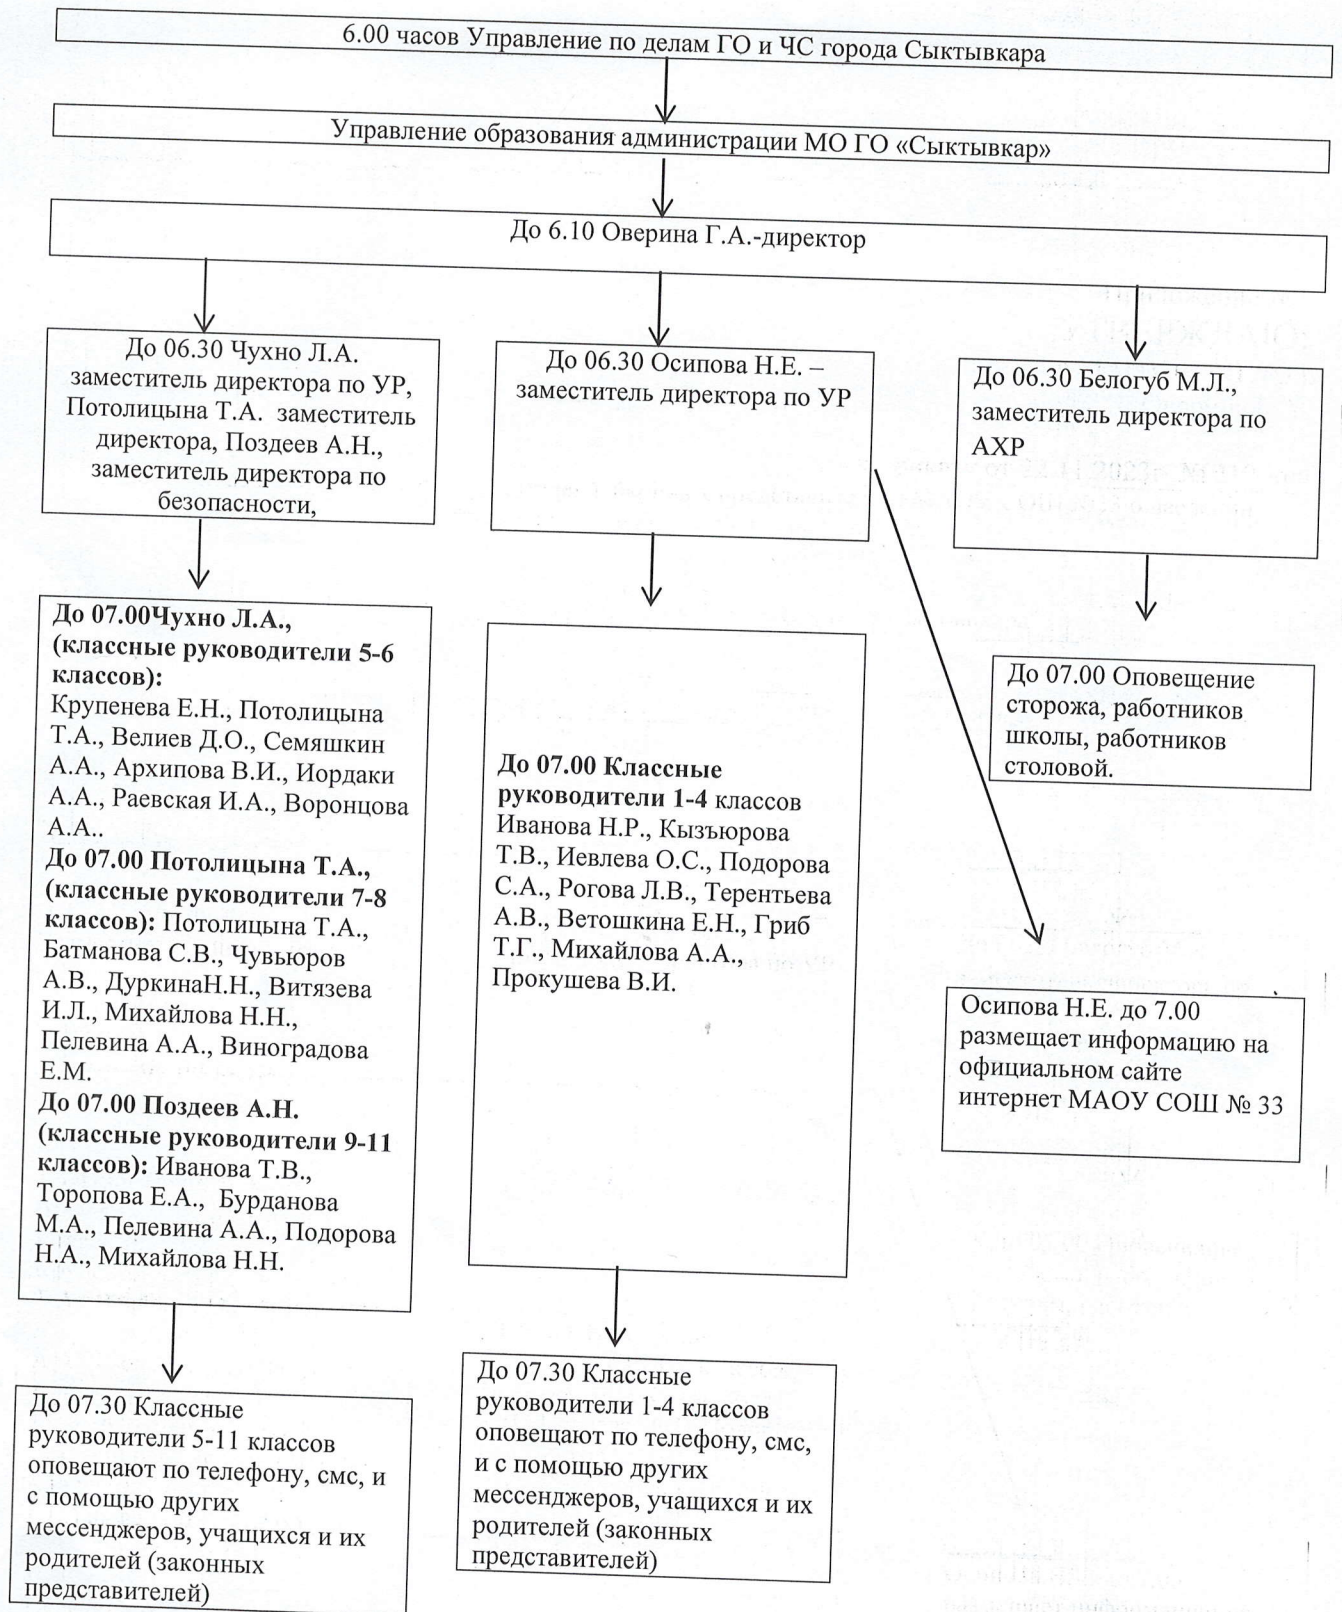 6.00 часов Управление по делам ГО и ЧС города Сыктывкара
Управление образования администрации МО ГО «Сыктывкар»
До 6.10 Оверина Г.А.-директор
До 06.30 Чухно Л.А.
заместитель директора по УР,
Потолицына Т.А.  заместитель
директора, Поздеев А.Н.,
заместитель директора по
безопасности,
До 06.30 Осипова Н.Е. –
заместитель директора по УР
До 06.30 Белогуб М.Л.,
заместитель директора по
АХР
До 07.00Чухно Л.А.,
(классные руководители 5-6
классов):
Крупенева Е.Н., Потолицына
Т.А., Велиев Д.О., Семяшкин
А.А., Архипова В.И., Иордаки
А.А., Раевская И.А., Воронцова
А.А..
До 07.00 Потолицына Т.А.,
(классные руководители 7-8
классов): Потолицына Т.А.,
Батманова С.В., Чувьюров
А.В., ДуркинаН.Н., Витязева
И.Л., Михайлова Н.Н.,
Пелевина А.А., Виноградова
Е.М.
До 07.00 Поздеев А.Н.
(классные руководители 9-11
классов): Иванова Т.В.,
Торопова Е.А.,  Бурданова
М.А., Пелевина А.А., Подорова
Н.А., Михайлова Н.Н.
До 07.00 Классные
руководители 1-4 классов
Иванова Н.Р., Кызъюрова
Т.В., Иевлева О.С., Подорова
С.А., Рогова Л.В., Терентьева
А.В., Ветошкина Е.Н., Гриб
Т.Г., Михайлова А.А.,
Прокушева В.И.
До 07.00 Оповещение
сторожа, работников
школы, работников
столовой.
Осипова Н.Е. до 7.00
размещает информацию на
официальном сайте
интернет МАОУ СОШ № 33
До 07.30 Классные
руководители 5-11 классов
оповещают по телефону, смс, и
с помощью других
мессенджеров, учащихся и их
родителей (законных
представителей)
До 07.30 Классные
руководители 1-4 классов
оповещают по телефону, смс,
и с помощью других
мессенджеров, учащихся и их
родителей (законных
представителей)